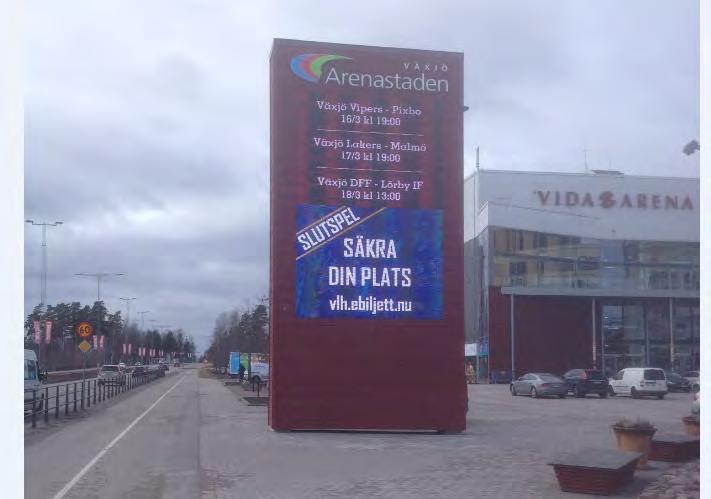 VÄXJÖ
Arenastaden
Växjö Vipers - Pixbo
16/3 kl 19:00
Växjö Lakers - Malmö
17/3 kl 19:00
Växjö DFF - Lörby IF
18/3 kl 13:00
SLUTSPEL
SÄKRA
DIN PLATS
vlh.ebiljett.nu
VIDA ARENA
60